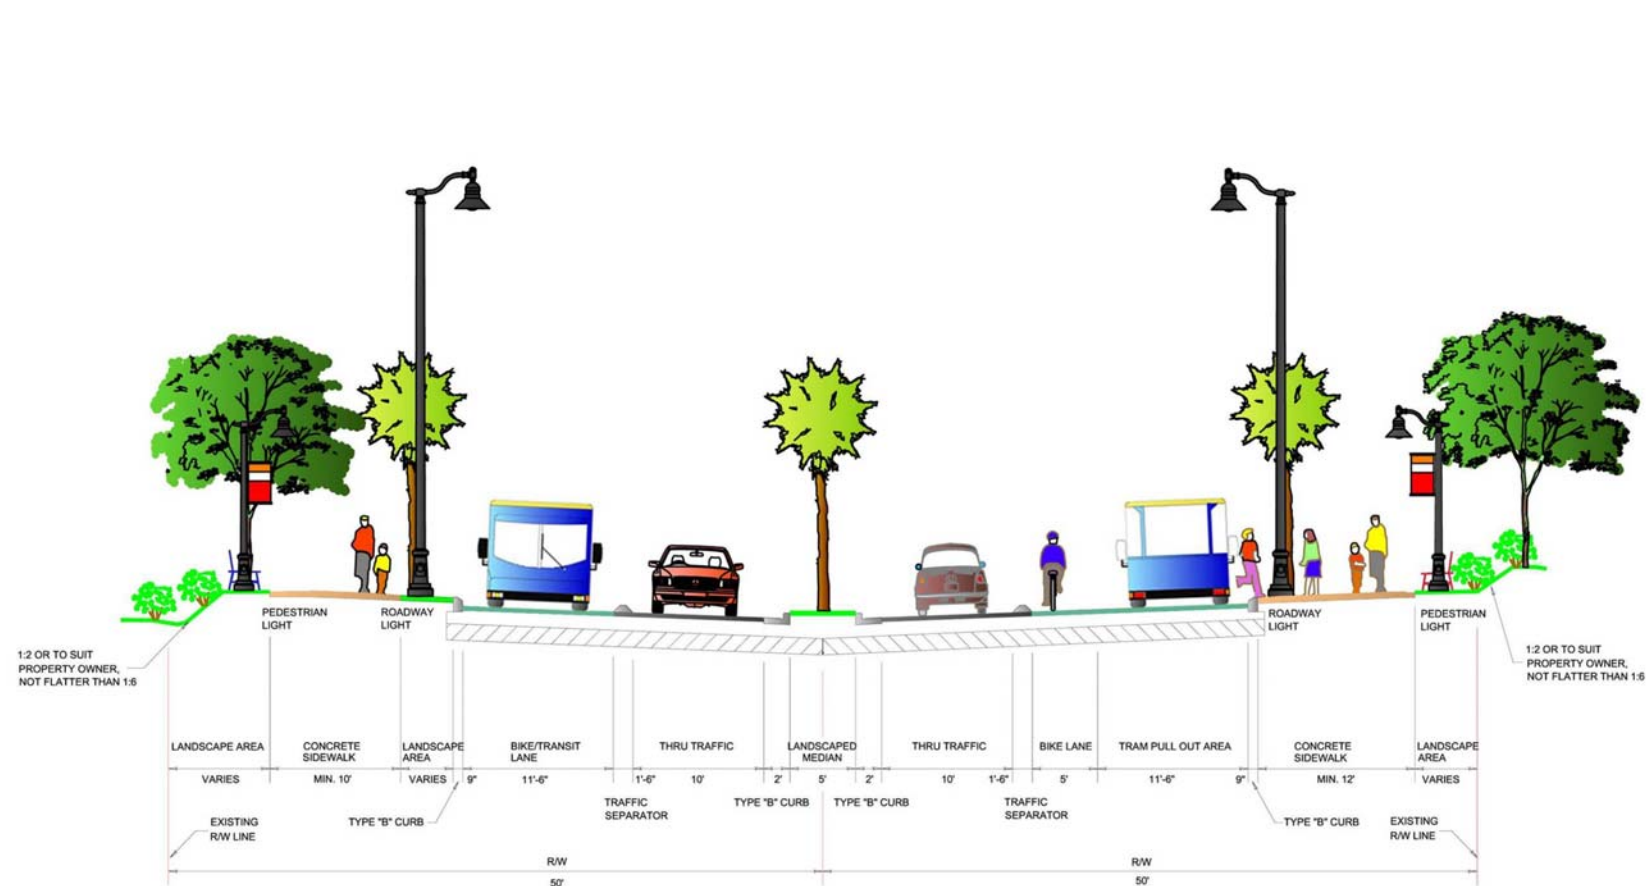 PEDESTRIAN
LIGHT
ROADWAY
LIGHT
ROADWAY
LIGHT
PEDESTRIAN
LIGHT
1:2 OR TO SUIT
PROPERTY OWNER,
NOT FLATTER THAN 1:6
1:2 OR TO SUIT
PROPERTY OWNER,
NOT FLATTER THAN 1:6
LANDSCAPE AREA
VARIES
CONCRETE
SIDEWALK
MIN. 10'
LANDSCAPE
AREA
VARIES
9"
BIKE/TRANSIT
LANE
11'-6"
1'-6"
THRU TRAFFIC
10'
2'
LANDSCAPED
MEDIAN
5'
2'
THRU TRAFFIC
10'
1'-6"
BIKE LANE
5'
TRAM PULL OUT AREA
11'-6"
9"
CONCRETE
SIDEWALK
MIN. 12'
LANDSCAPE
AREA
VARIES
EXISTING
R/W LINE
TYPE "B" CURB
TRAFFIC
SEPARATOR
TYPE "B" CURB
TYPE "B" CURB
TRAFFIC
SEPARATOR
TYPE "B" CURB
EXISTING
R/W LINE
R/W
50'
R/W
50'